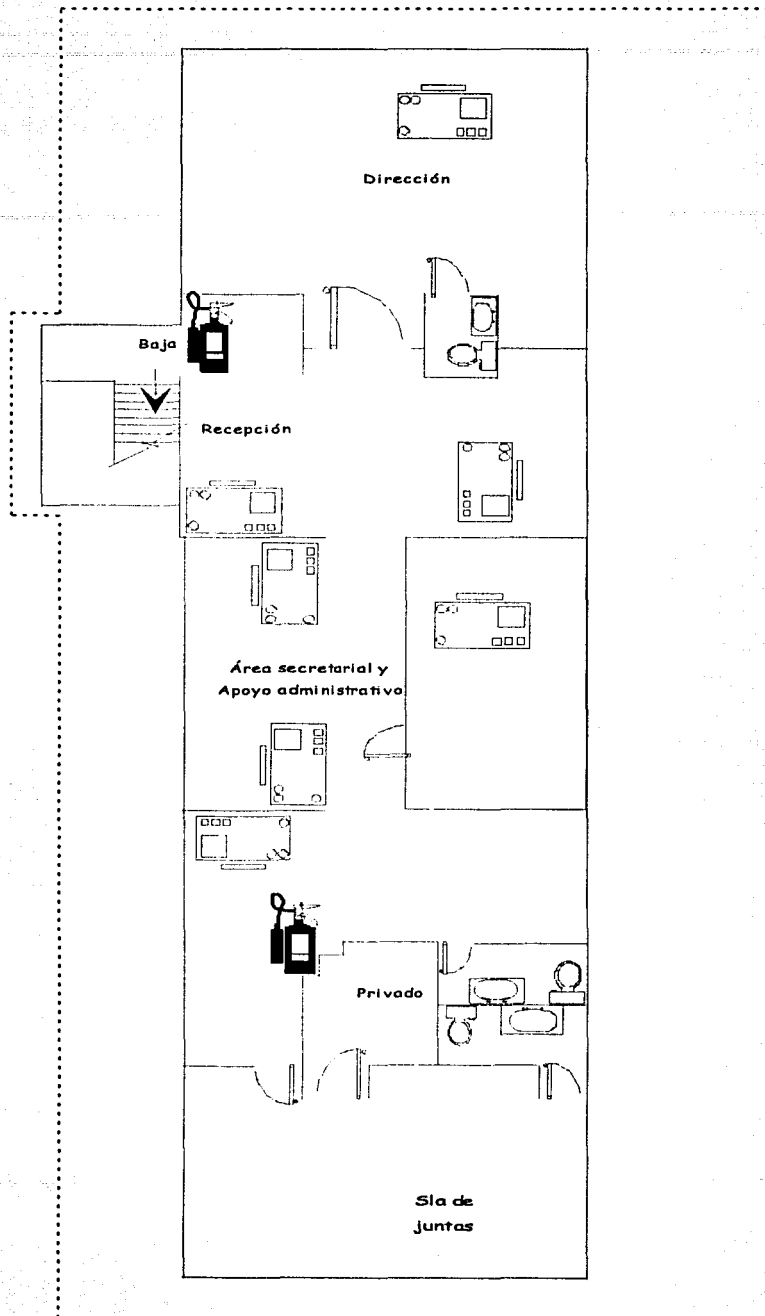 Dirección
Baja
Recepción
Área secretarial y
Apoyo administrativo
Privado
Sla de
juntas